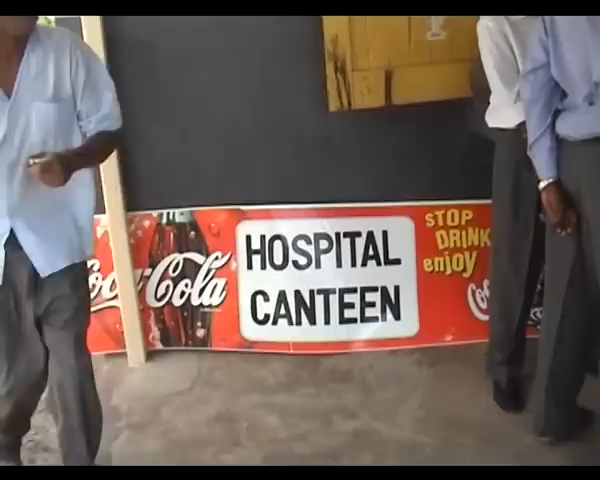 Coca-Cola
HOSPITAL
CANTEEN
STOP
DRINK
enjoy